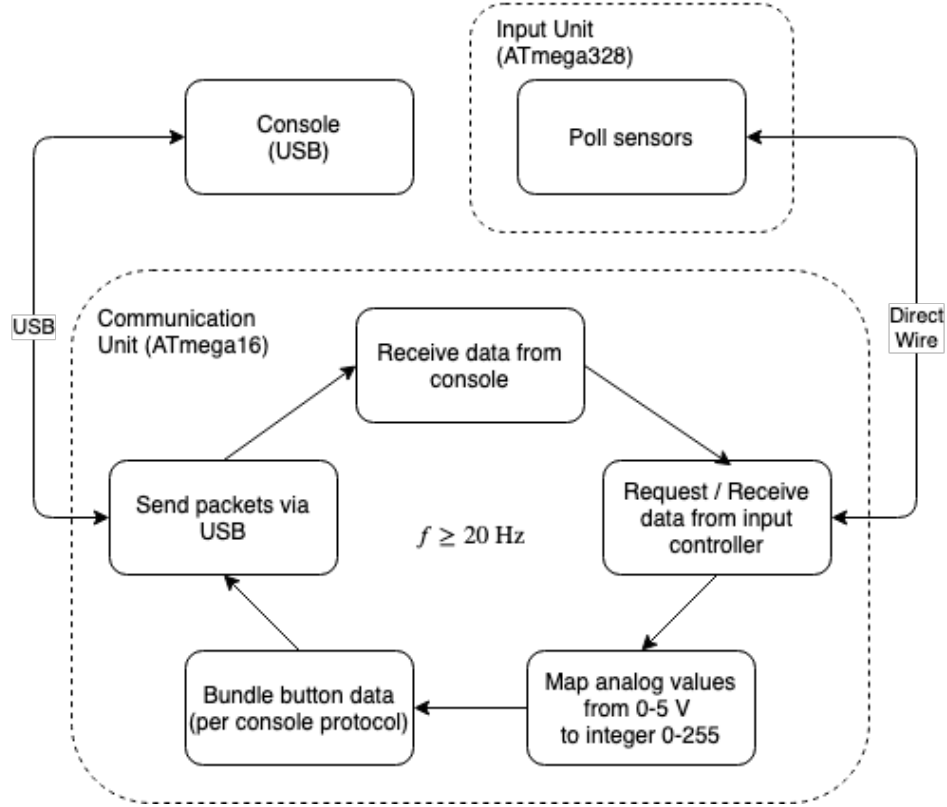 Input Unit
(ATmega328)
Console
(USB)
Poll sensors
USB
Direct
Wire
Communication
Unit (ATmega16)
Receive data from
console
Send packets via
USB
f ≥ 20 Hz
Request / Receive
data from input
controller
Bundle button data
(per console protocol)
Map analog values
from 0-5 V
to integer 0-255